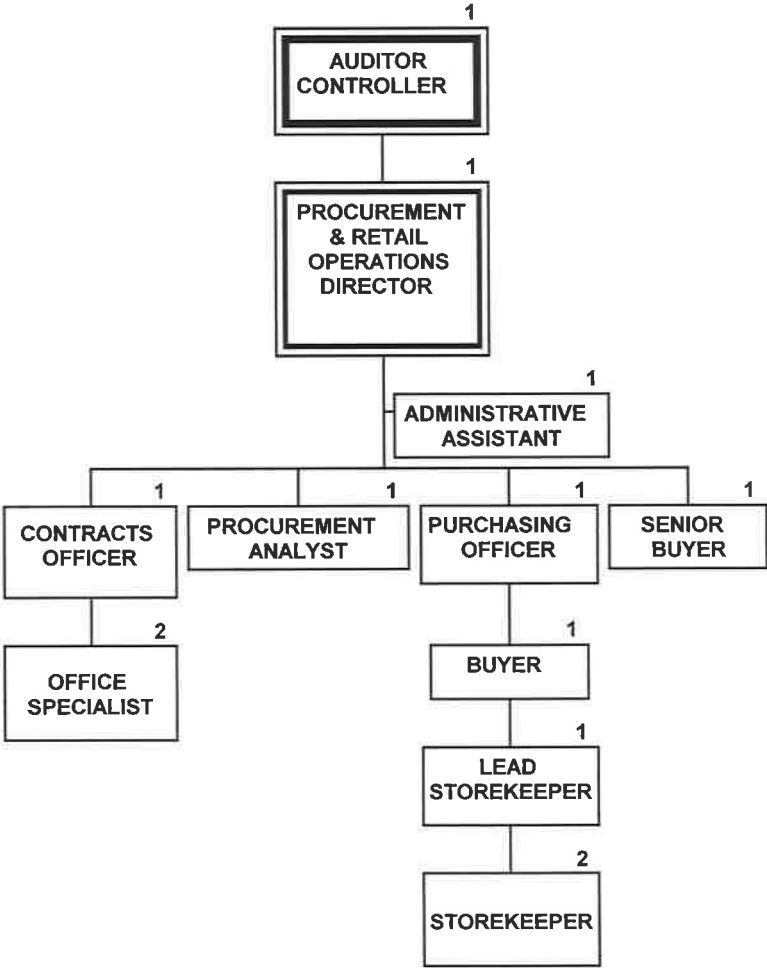 1
AUDITOR
CONTROLLER
1
PROCUREMENT
& RETAIL
OPERATIONS
DIRECTOR
1
ADMINISTRATIVE
ASSISTANT
1
CONTRACTS
OFFICER
1
PROCUREMENT
ANALYST
1
PURCHASING
OFFICER
1
SENIOR
BUYER
2
OFFICE
SPECIALIST
1
BUYER
1
LEAD
STOREKEEPER
2
STOREKEEPER